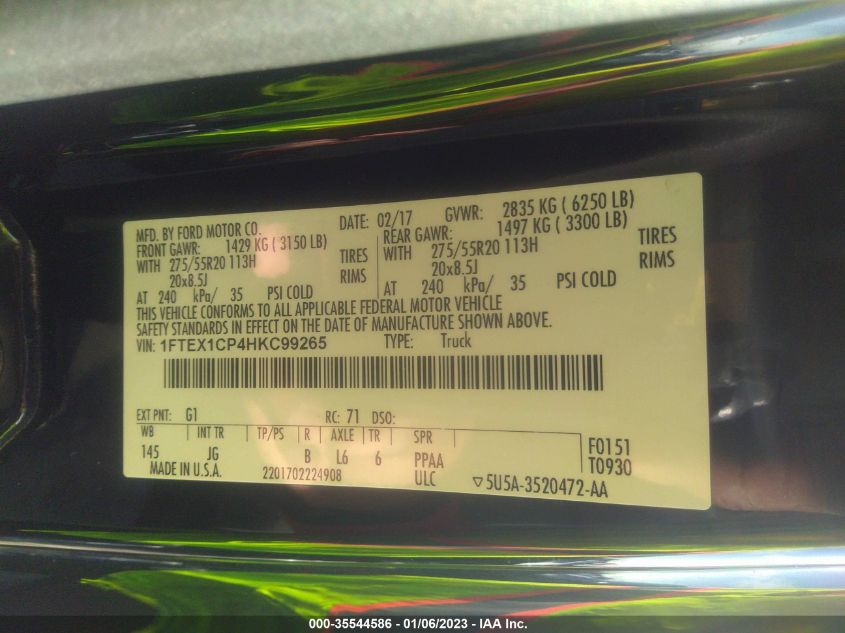 MFD. BY FORD MOTOR CO. DATE: 02/17 GVWR: 2835 KG ( 6250 LB)
FRONT GAWR: 1429 KG ( 3150 LB) REAR GAWR: 1497 KG ( 3300 LB)
WITH 275/55R20 113H TIRES WITH 275/55R20 113H TIRES
20x8.5J RIMS 20x8.5J RIMS
AT 240 kPa/ 35 PSI COLD AT 240 kPa/ 35 PSI COLD
THIS VEHICLE CONFORMS TO ALL APPLICABLE FEDERAL MOTOR VEHICLE
SAFETY STANDARDS IN EFFECT ON THE DATE OF MANUFACTURE SHOWN ABOVE.
VIN: 1FTEX1CP4HKC99265 TYPE: Truck
EXT PNT: G1 RC: 71 DSO:
WB INT TR TP/PS R AXLE TR SPR
145 JG B L6 6 PPAA F0151
MADE IN U.S.A. 2201702224908 ULC T0930
▽5U5A-3520472-AA
000-35544586 - 01/06/2023 - IAA Inc.